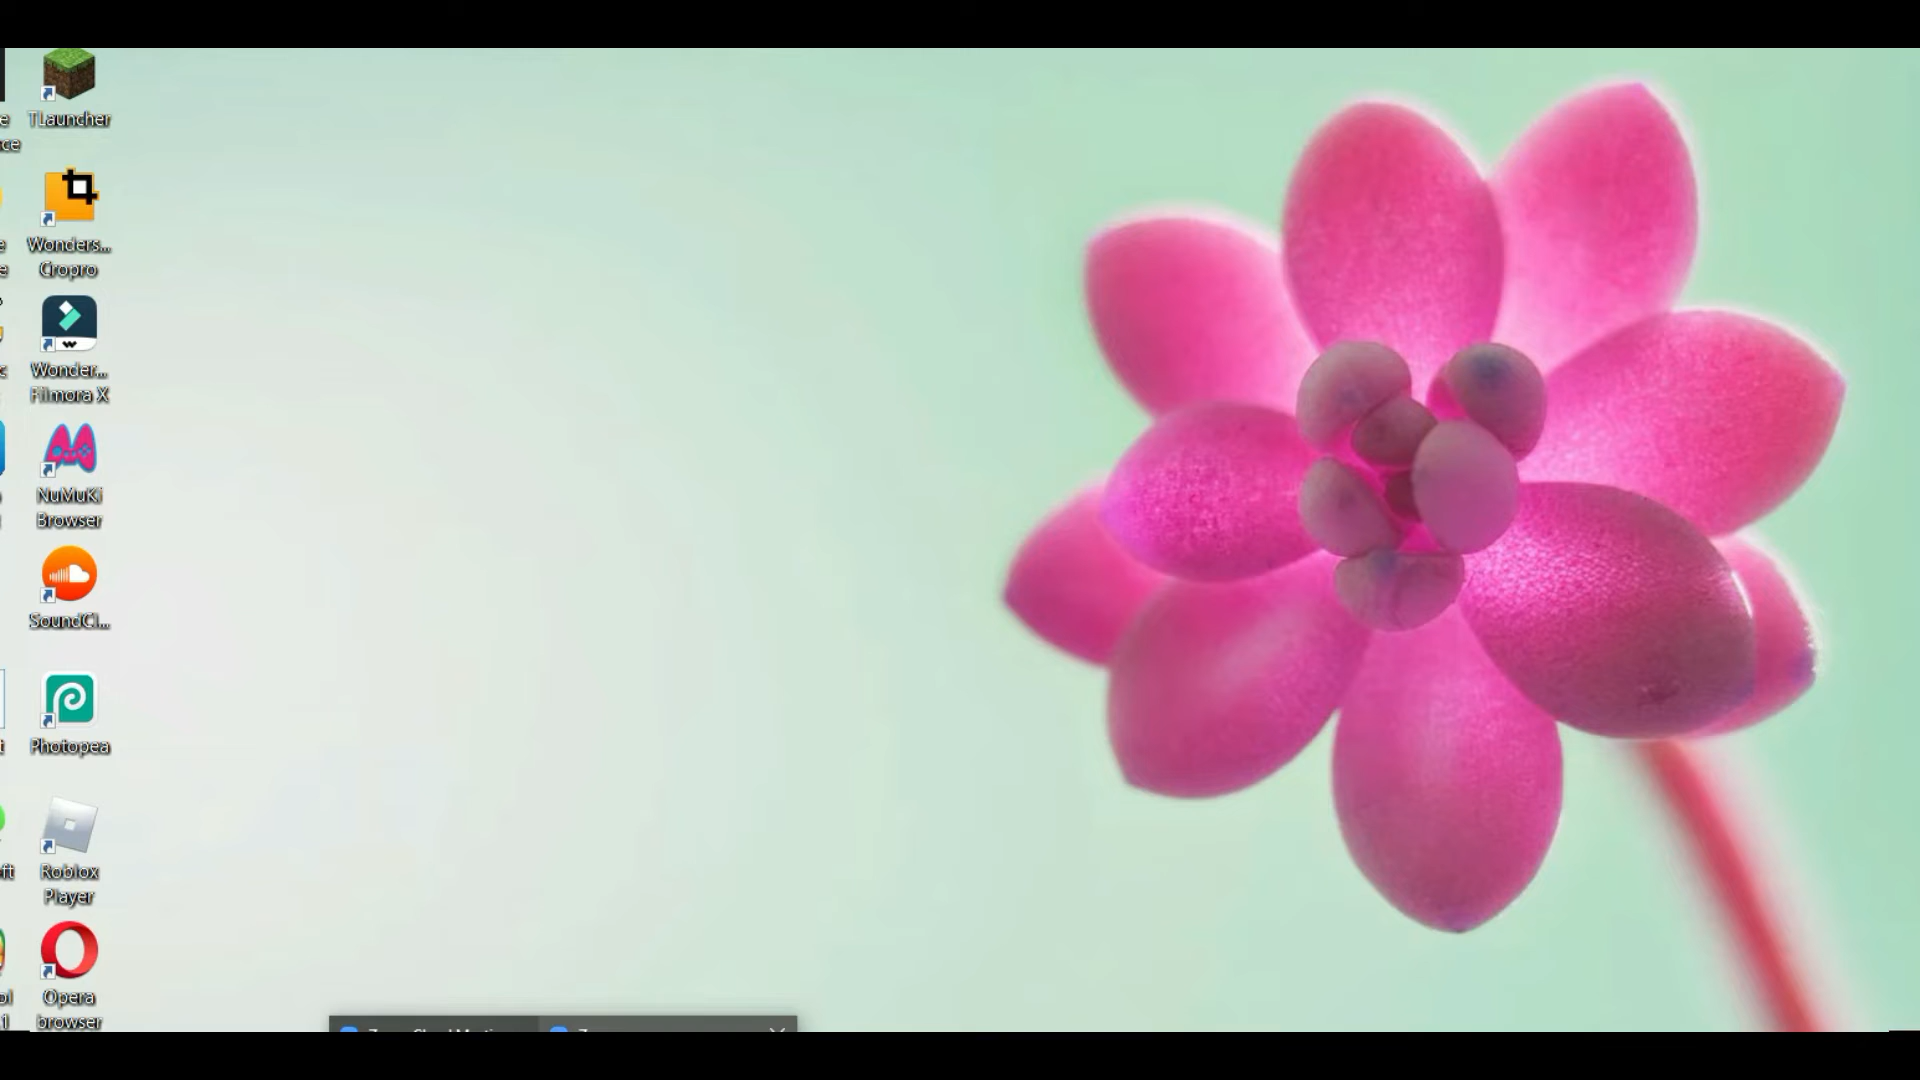 TLauncher
Wonders...
Cropro
Wonder...
Filmora X
NuMuKi
Browser
SoundCl...
Photopea
Roblox
Player
Opera
browser